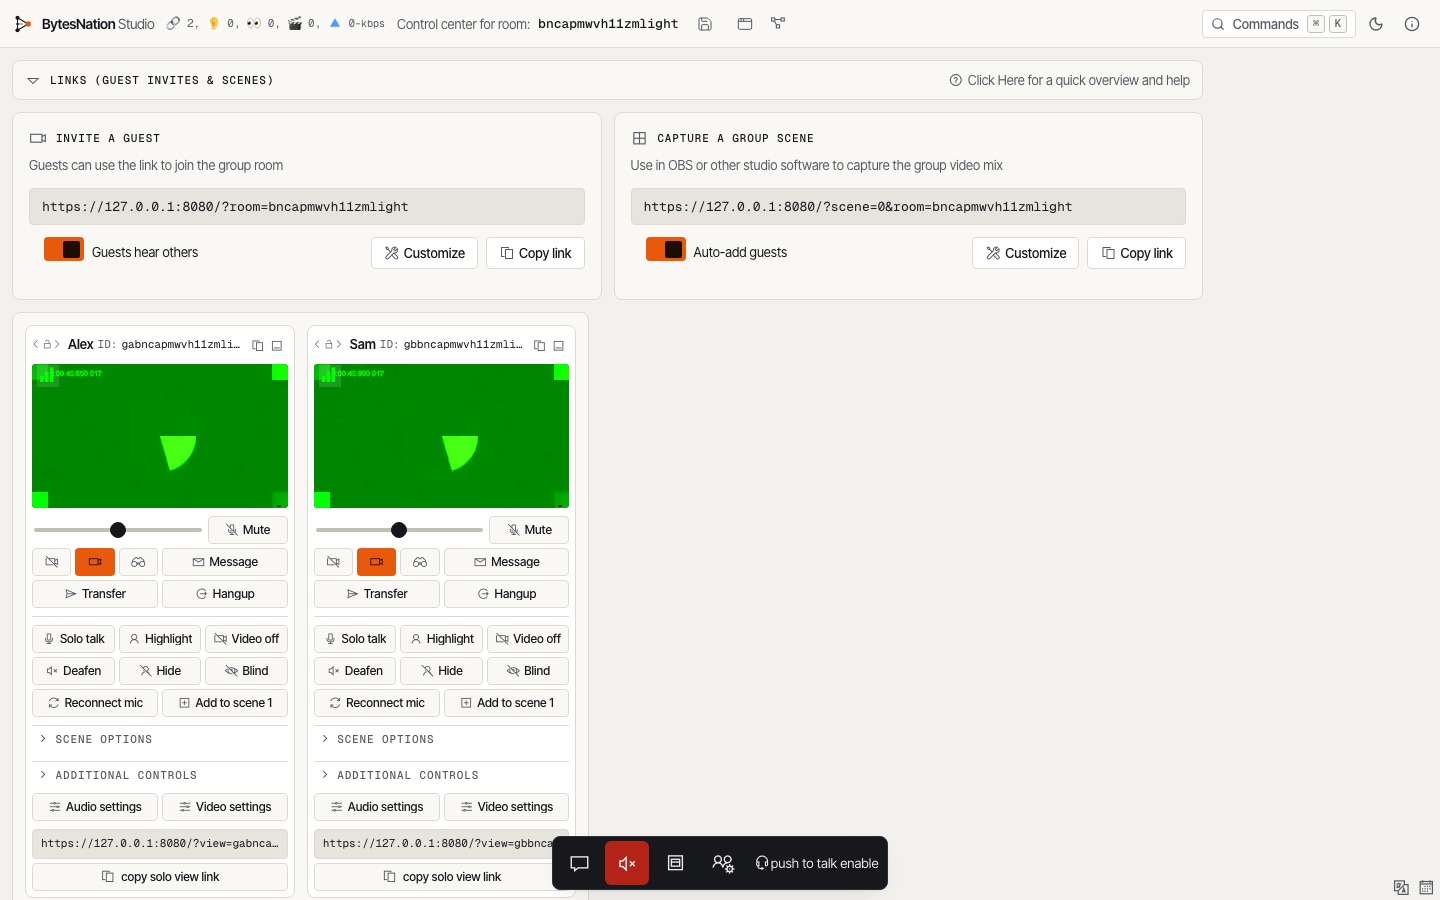 BytesNation Studio 2, 0, 0, 0, 0-kbps Control center for room: bncapmwvh11zmlight Commands ⌘ K
LINKS (GUEST INVITES & SCENES) Click Here for a quick overview and help
INVITE A GUEST
Guests can use the link to join the group room
https://127.0.0.1:8080/?room=bncapmwvh11zmlight
Guests hear others Customize Copy link
CAPTURE A GROUP SCENE
Use in OBS or other studio software to capture the group video mix
https://127.0.0.1:8080/?scene=0&room=bncapmwvh11zmlight
Auto-add guests Customize Copy link
Alex ID: gabncapmwvh11zmli…
Mute
Message
Transfer Hangup
Solo talk Highlight Video off
Deafen Hide Blind
Reconnect mic Add to scene 1
SCENE OPTIONS
ADDITIONAL CONTROLS
Audio settings Video settings
https://127.0.0.1:8080/?view=gabnca…
copy solo view link
Sam ID: gbbncapmwvh11zmli…
Mute
Message
Transfer Hangup
Solo talk Highlight Video off
Deafen Hide Blind
Reconnect mic Add to scene 1
SCENE OPTIONS
ADDITIONAL CONTROLS
Audio settings Video settings
https://127.0.0.1:8080/?view=gbbnca
copy solo view link
push to talk enable